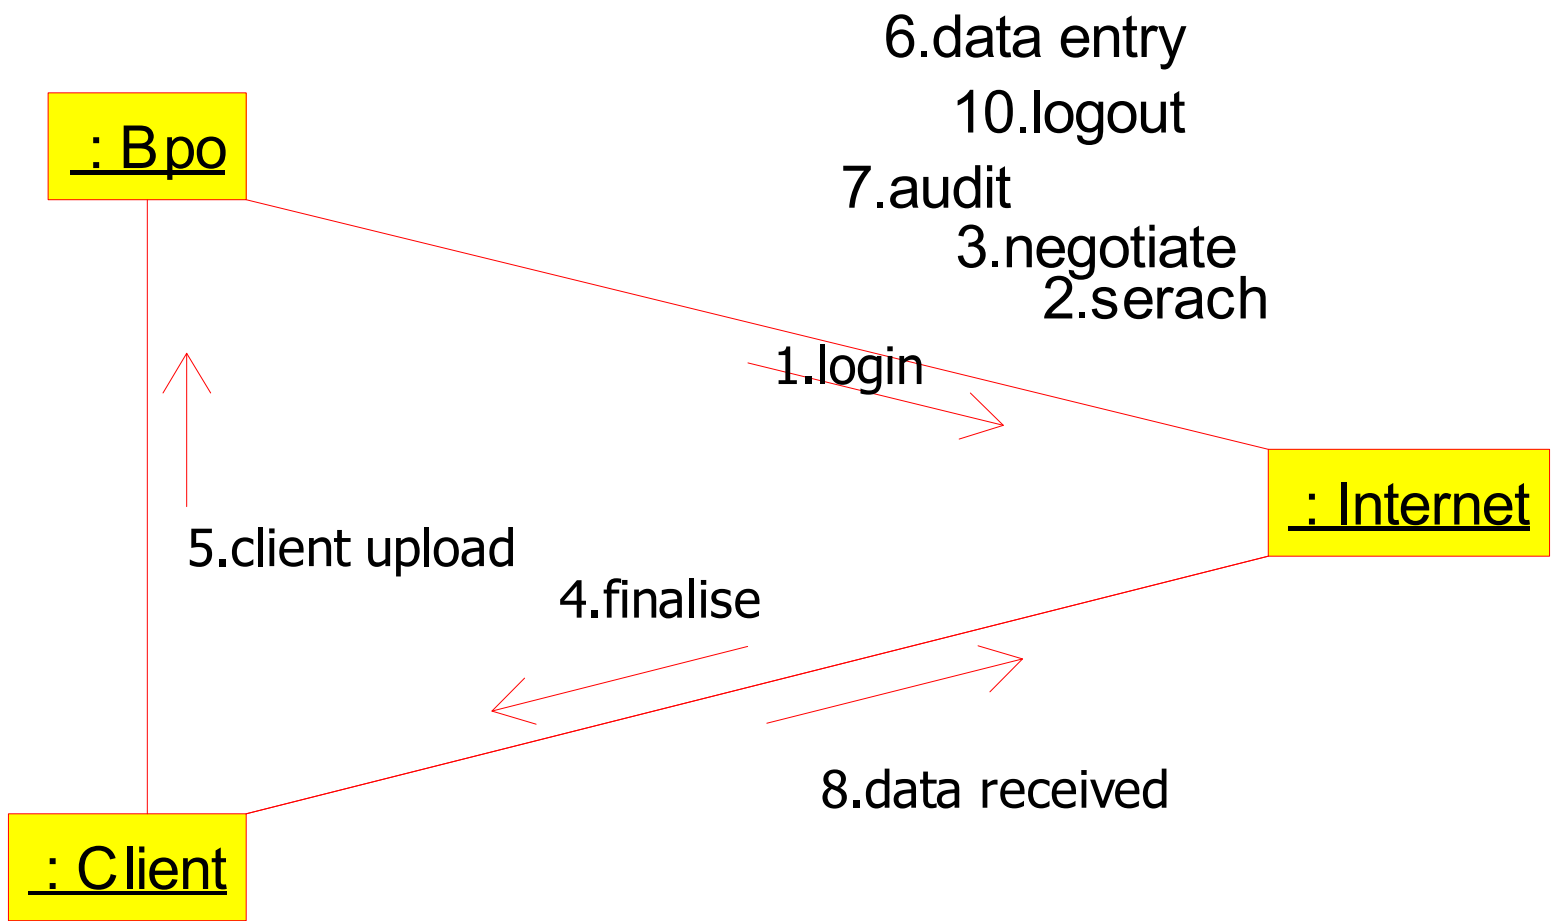 6.data entry
: Bpo
10.logout
7.audit
3.negotiate
2.serach
1.login
: Internet
5.client upload
4.finalise
8.data received
: Client